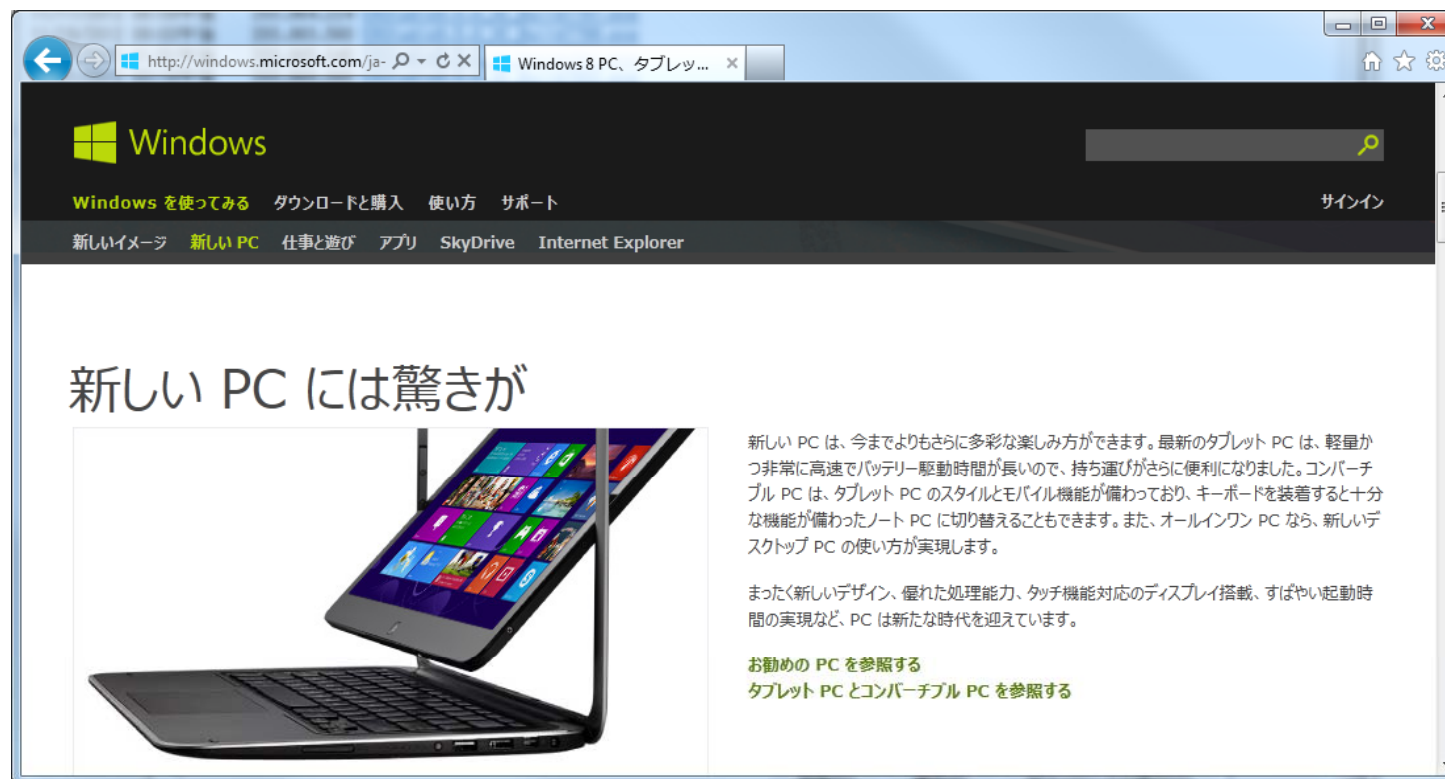 http://windows.microsoft.com/ja-
Windows 8 PC、タブレッ...
Windows
Windows を使ってみる ダウンロードと購入 使い方 サポート サインイン
新しいイメージ 新しい PC 仕事と遊び アプリ SkyDrive Internet Explorer
新しい PC には驚きが
新しい PC は、今までよりもさらに多彩な楽しみ方ができます。最新のタブレット PC は、軽量か
つ非常に高速でバッテリー駆動時間が長いので、持ち運びがさらに便利になりました。コンバーチ
ブル PC は、タブレット PC のスタイルとモバイル機能が備わっており、キーボードを装着すると十分
な機能が備わったノート PC に切り替えることもできます。また、オールインワン PC なら、新しいデ
スクトップ PC の使い方が実現します。
まったく新しいデザイン、優れた処理能力、タッチ機能対応のディスプレイ搭載、すばやい起動時
間の実現など、PC は新たな時代を迎えています。
お勧めの PC を参照する
タブレット PC とコンバーチブル PC を参照する